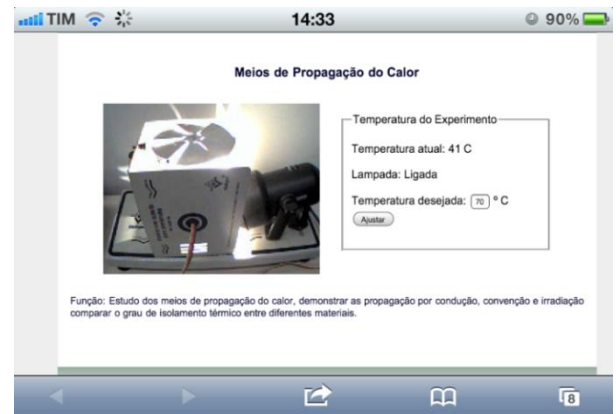 TIM 14:33 90%
Meios de Propagação do Calor
Temperatura do Experimento
Temperatura atual: 41 C
Lampada: Ligada
Temperatura desejada: 70 º C
Ajustar
Função: Estudo dos meios de propagação do calor, demonstrar as propagação por condução, convenção e irradiação
comparar o grau de isolamento térmico entre diferentes materiais.
8